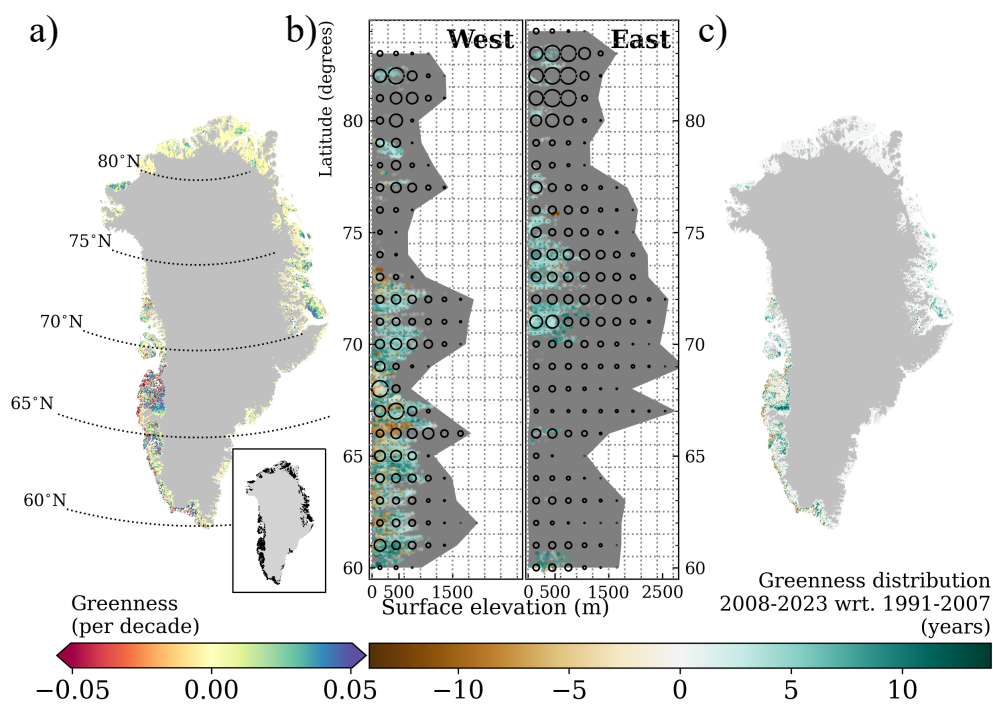 a)
b)
c)
West
East
Latitude (degrees)
80
75
70
65
60
80
75
70
65
60
80°N
75°N
70°N
65°N
60°N
0 500 1500
0 500 1500 2500
Surface elevation (m)
Greenness
(per decade)
Greenness distribution
2008-2023 wrt. 1991-2007
(years)
−0.05 0.00 0.05
−10 −5 0 5 10